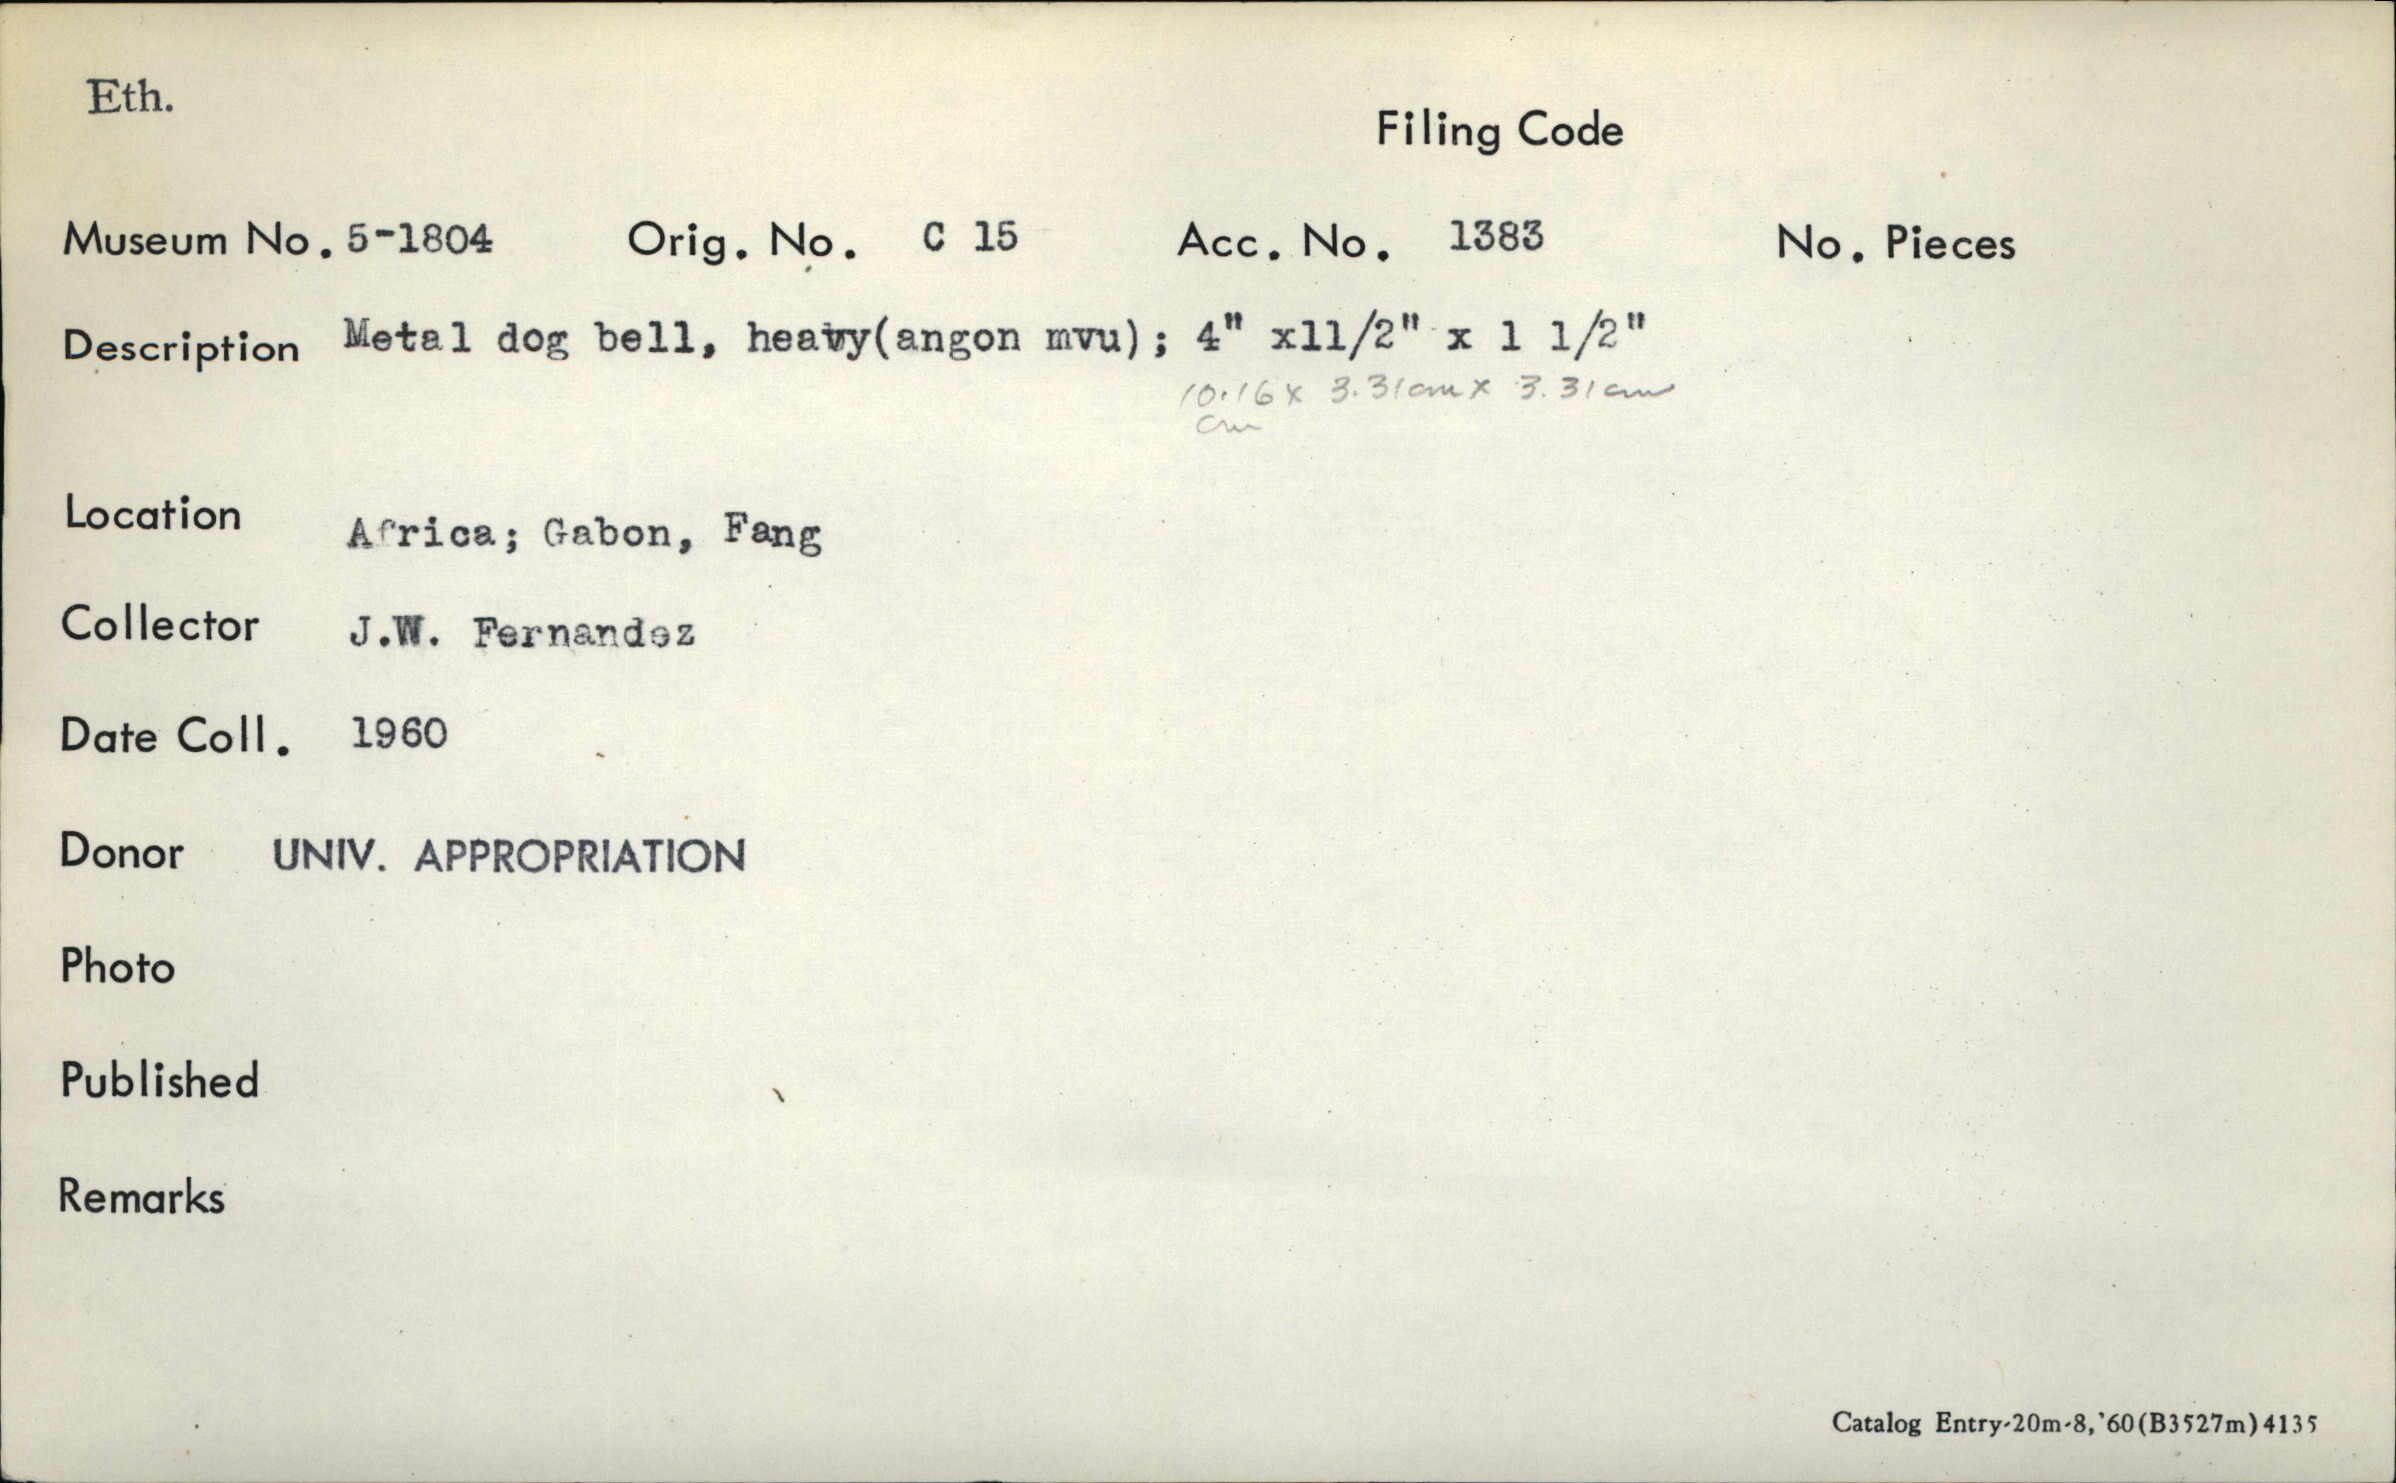 Eth.
Filing Code
Museum No. 5-1804 Orig. No. C 15 Acc. No. 1383 No. Pieces
Description Metal dog bell, heavy(angon mvu); 4" x11/2" x 1 1/2"
10.16 x 3.31cm x 3.31cm
cm
Location Africa; Gabon, Fang
Collector J.W. Fernandez
Date Coll. 1960
Donor UNIV. APPROPRIATION
Photo
Published
Remarks
Catalog Entry-20m-8,'60(B3527m)4135